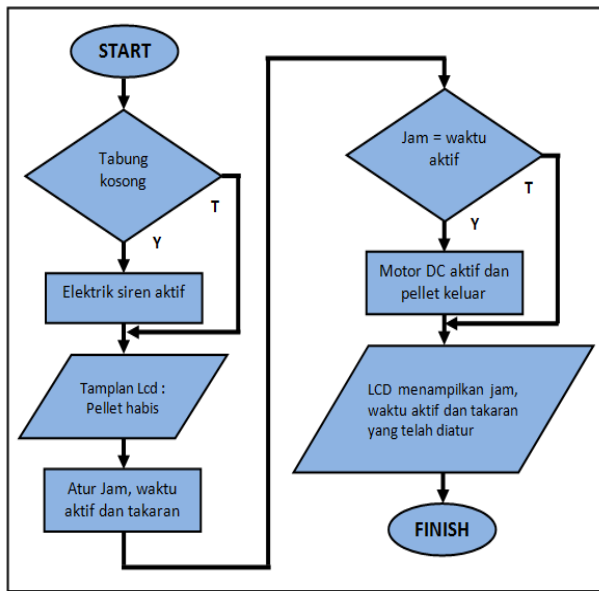 START
Tabung
kosong
T
Y
Elektrik siren aktif
Tamplan Lcd :
Pellet habis
Atur Jam, waktu
aktif dan takaran
Jam = waktu
aktif
T
Y
Motor DC aktif dan
pellet keluar
LCD menampilkan jam,
waktu aktif dan takaran
yang telah diatur
FINISH